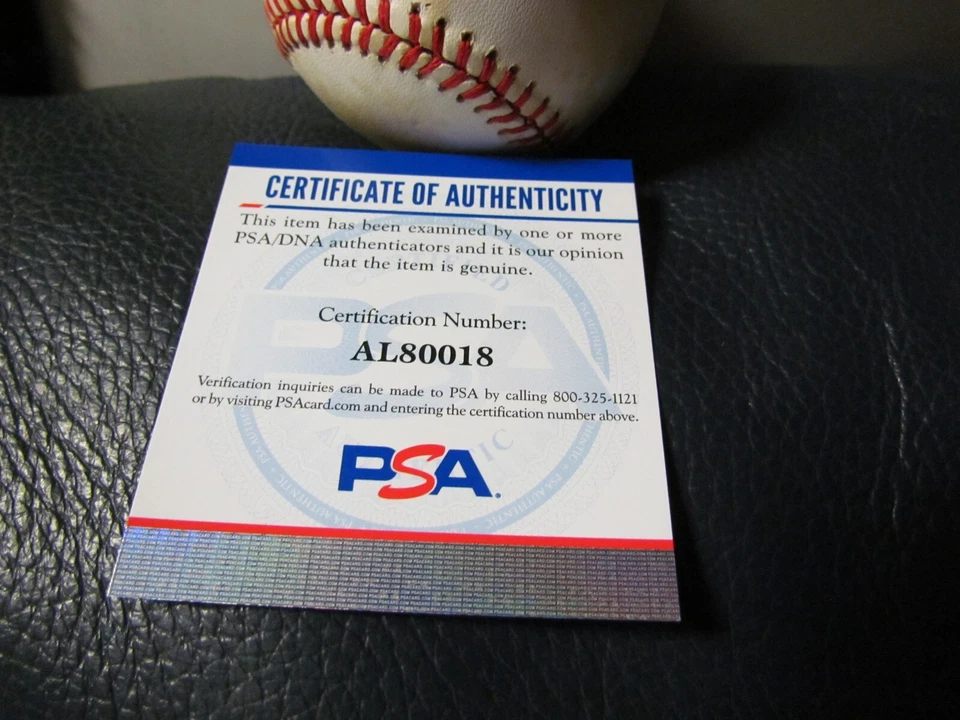 CERTIFICATE OF AUTHENTICITY
This item has been examined by one or more
PSA/DNA authenticators and it is our opinion
that the item is genuine.
Certification Number:
AL80018
Verification inquiries can be made to PSA by calling 800-325-1121
or by visiting PSAcard.com and entering the certification number above.
PSA